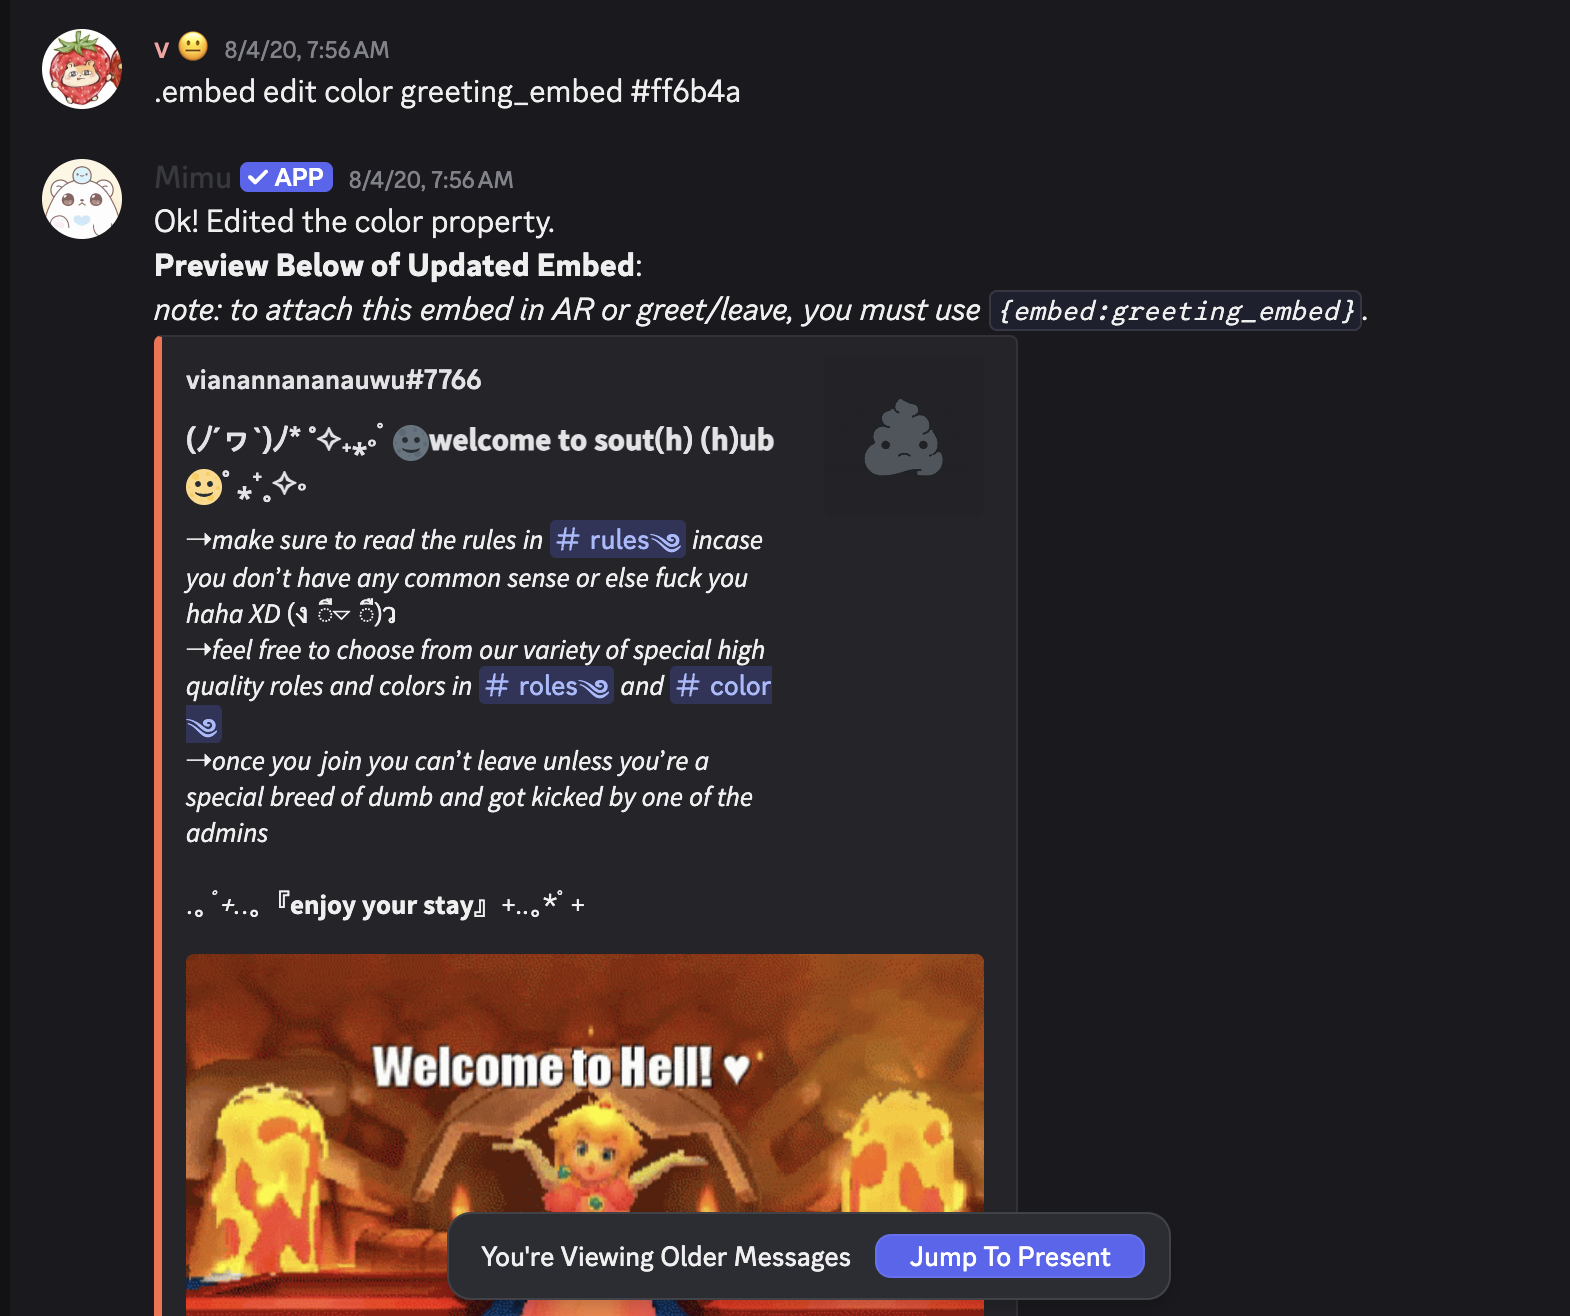 v 😐 8/4/20, 7:56 AM
.embed edit color greeting_embed #ff6b4a
Mimu ✓ APP 8/4/20, 7:56 AM
Ok! Edited the color property.
Preview Below of Updated Embed:
note: to attach this embed in AR or greet/leave, you must use {embed:greeting_embed}.
vianannananauwu#7766
(ﾉ´ヮ`)ﾉ*˚✧₊⁎∘˚ 🌚welcome to sout(h) (h)ub
🌝˚⁎⁺˳✧༚
→make sure to read the rules in # rules༄ incase
you don't have any common sense or else fuck you
haha XD (ง ื▿ ื)ว
→feel free to choose from our variety of special high
quality roles and colors in # roles༄ and # color
༄
→once you join you can't leave unless you're a
special breed of dumb and got kicked by one of the
admins
.｡ﾟ+..｡『enjoy your stay』+..｡*ﾟ+
Welcome to Hell! ♥
You're Viewing Older Messages Jump To Present